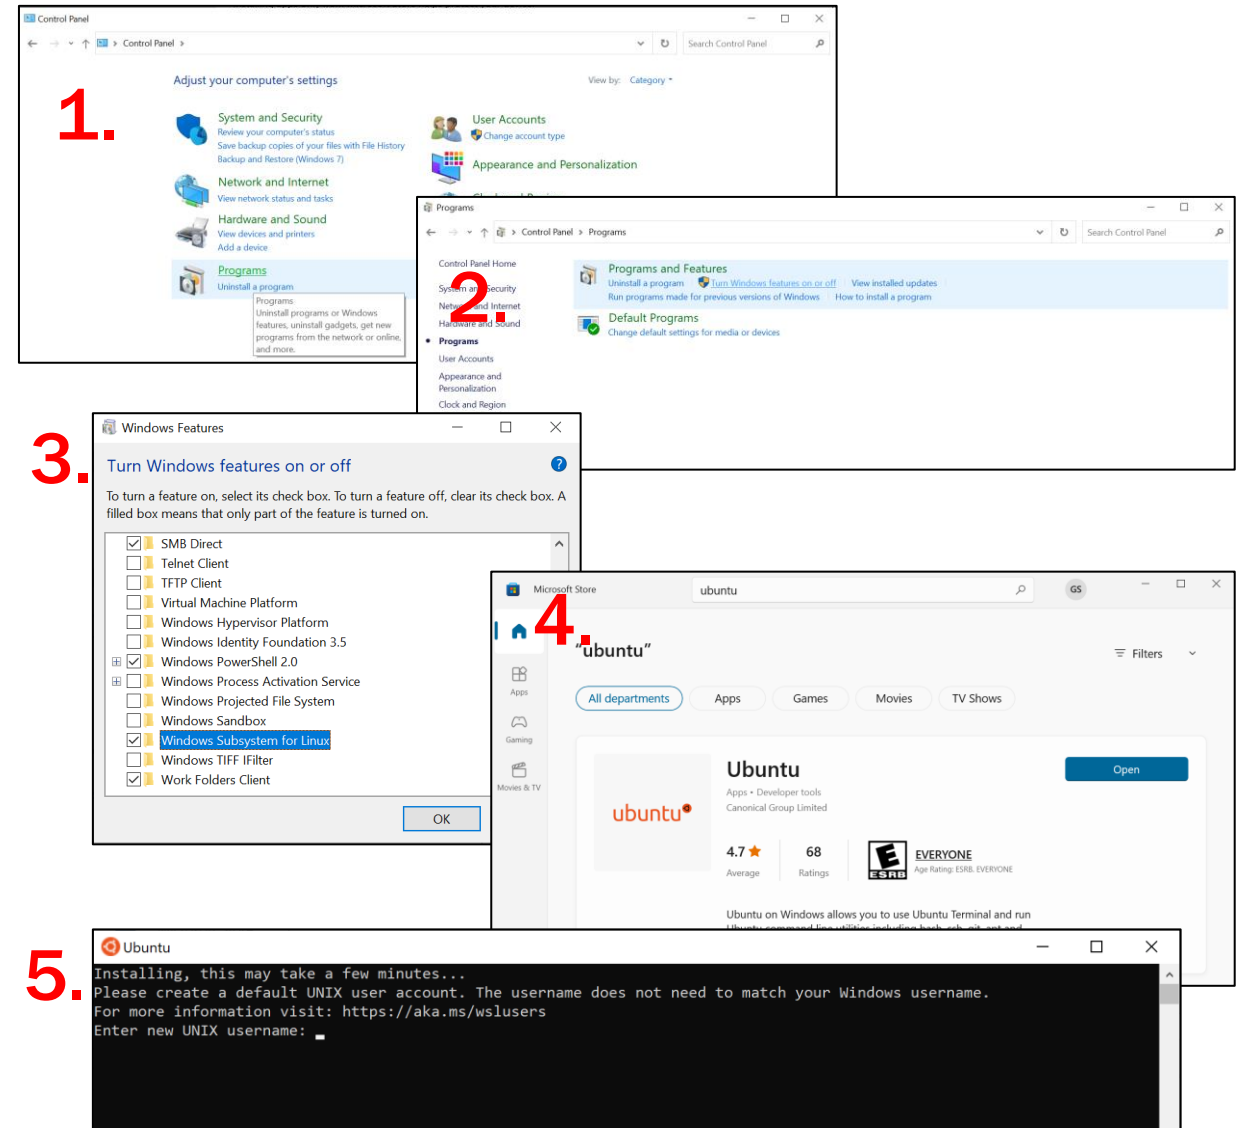 Control Panel
Control Panel
Search Control Panel
1.
Adjust your computer's settings
View by: Category
System and Security
Review your computer's status
Save backup copies of your files with File History
Backup and Restore (Windows 7)
Network and Internet
View network status and tasks
Hardware and Sound
View devices and printers
Add a device
Programs
Uninstall a program
Programs
Uninstall programs or Windows
features, uninstall gadgets, get new
programs from the network or online,
and more.
User Accounts
Change account type
Appearance and Personalization
2.
Programs
Control Panel > Programs
Search Control Panel
Control Panel Home
System and Security
Network and Internet
Hardware and Sound
Programs
User Accounts
Appearance and
Personalization
Clock and Region
Programs and Features
Uninstall a program Turn Windows features on or off View installed updates
Run programs made for previous versions of Windows How to install a program
Default Programs
Change default settings for media or devices
3.
Windows Features
Turn Windows features on or off
To turn a feature on, select its check box. To turn a feature off, clear its check box. A
filled box means that only part of the feature is turned on.
SMB Direct
Telnet Client
TFTP Client
Virtual Machine Platform
Windows Hypervisor Platform
Windows Identity Foundation 3.5
Windows PowerShell 2.0
Windows Process Activation Service
Windows Projected File System
Windows Sandbox
Windows Subsystem for Linux
Windows TIFF IFilter
Work Folders Client
OK
4.
Microsoft Store
ubuntu
GS
"ubuntu"
Filters
Apps
Gaming
Movies & TV
All departments
Apps
Games
Movies
TV Shows
ubuntu
Ubuntu
Apps • Developer tools
Canonical Group Limited
Open
4.7
Average
68
Ratings
E
ESRB
EVERYONE
Age Rating: ESRB. EVERYONE
Ubuntu on Windows allows you to use Ubuntu Terminal and run
5.
Ubuntu
Installing, this may take a few minutes...
Please create a default UNIX user account. The username does not need to match your Windows username.
For more information visit: https://aka.ms/wslusers
Enter new UNIX username: